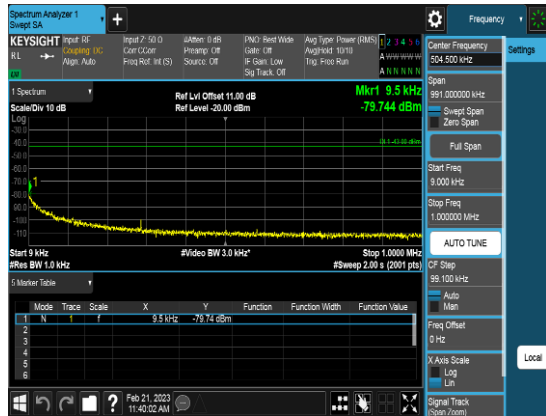 Spectrum Analyzer 1
Swept SA
Frequency
KEYSIGHT
RL
Input: RF
Coupling: DC
Align: Auto
Input Z: 50 Ω
Corr CCorr
Freq Ref: Int (S)
#Atten: 0 dB
Preamp: Off
Source: Off
PNO: Best Wide
Gate: Off
IF Gain: Low
Sig Track: Off
Avg Type: Power (RMS)
Avg|Hold: 10/10
Trig: Free Run
1 2 3 4 5 6
A W W W W W
A N N N N N
1 Spectrum
Scale/Div 10 dB
Ref Lvl Offset 11.00 dB
Ref Level -20.00 dBm
Mkr1 9.5 kHz
-79.744 dBm
Log
-30.0
-40.0
DL1 -43.00 dBm
-50.0
-60.0
-70.0
1
-80.0
-90.0
-100
-110
Start 9 kHz
#Res BW 1.0 kHz
#Video BW 3.0 kHz*
Stop 1.0000 MHz
#Sweep 2.00 s (2001 pts)
5 Marker Table
Mode Trace Scale X Y Function Function Width Function Value
1 N 1 f 9.5 kHz -79.74 dBm
2
3
4
5
6
Feb 21, 2023
11:40:02 AM
Center Frequency
504.500 kHz
Settings
Span
991.000000 kHz
Swept Span
Zero Span
Full Span
Start Freq
9.000 kHz
Stop Freq
1.000000 MHz
AUTO TUNE
CF Step
99.100 kHz
Auto
Man
Freq Offset
0 Hz
X Axis Scale
Log
Lin
Local
Signal Track
(Span Zoom)